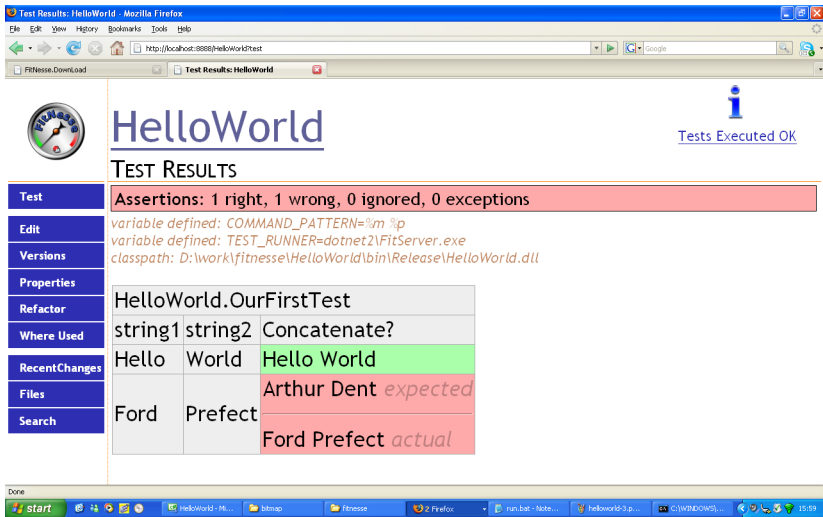 Test Results: HelloWorld - Mozilla Firefox
File Edit View History Bookmarks Tools Help
http://localhost:8888/HelloWorld?test
G Google
FitNesse.DownLoad
Test Results: HelloWorld
FitNesse
HelloWorld
Tests Executed OK
TEST RESULTS
Test
Assertions: 1 right, 1 wrong, 0 ignored, 0 exceptions
Edit
variable defined: COMMAND_PATTERN=%m %p
variable defined: TEST_RUNNER=dotnet2\FitServer.exe
Versions
classpath: D:\work\fitnesse\HelloWorld\bin\Release\HelloWorld.dll
Properties
HelloWorld.OurFirstTest
Refactor
string1 string2 Concatenate?
Where Used
Hello World Hello World
RecentChanges
Arthur Dent expected
Files
Ford Prefect
Search
Ford Prefect actual
Done
start
HelloWorld - Mi...
bitmap
fitnesse
2 Firefox
run.bat - Note...
helloworld-3.p...
C:\WINDOWS\...
15:59